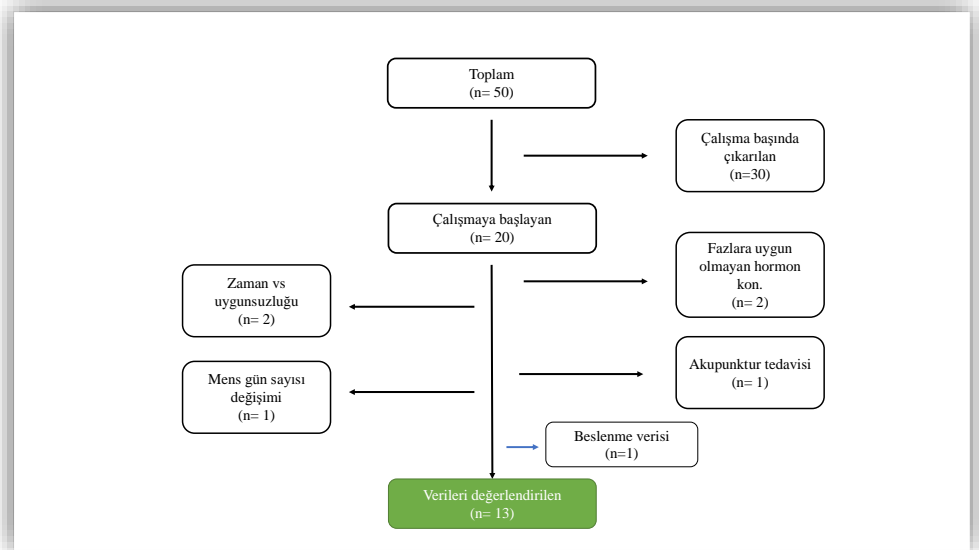 Toplam
(n= 50)
Çalışma başında
çıkarılan
(n=30)
Çalışmaya başlayan
(n= 20)
Fazlara uygun
olmayan hormon
kon.
(n= 2)
Zaman vs
uygunsuzluğu
(n= 2)
Akupunktur tedavisi
(n= 1)
Mens gün sayısı
değişimi
(n= 1)
Beslenme verisi
(n=1)
Verileri değerlendirilen
(n= 13)